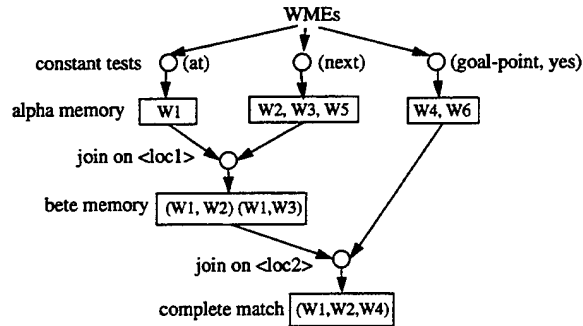 WMEs
constant tests (at) (next) (goal-point, yes)
alpha memory W1 W2, W3, W5 W4, W6
join on <loc1>
bete memory (W1, W2) (W1,W3)
join on <loc2>
complete match (W1,W2,W4)